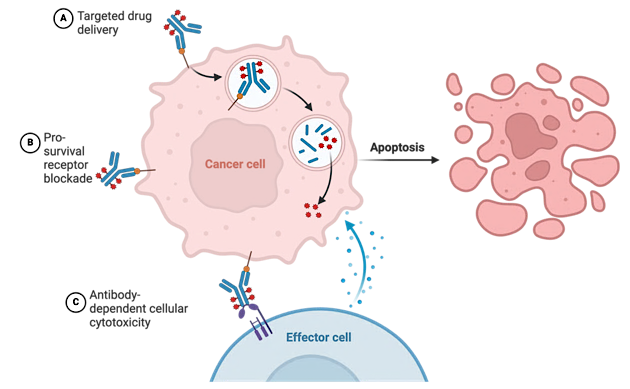 A Targeted drug
delivery
B Pro-
survival
receptor
blockade
Cancer cell
Apoptosis
C Antibody-
dependent cellular
cytotoxicity
Effector cell